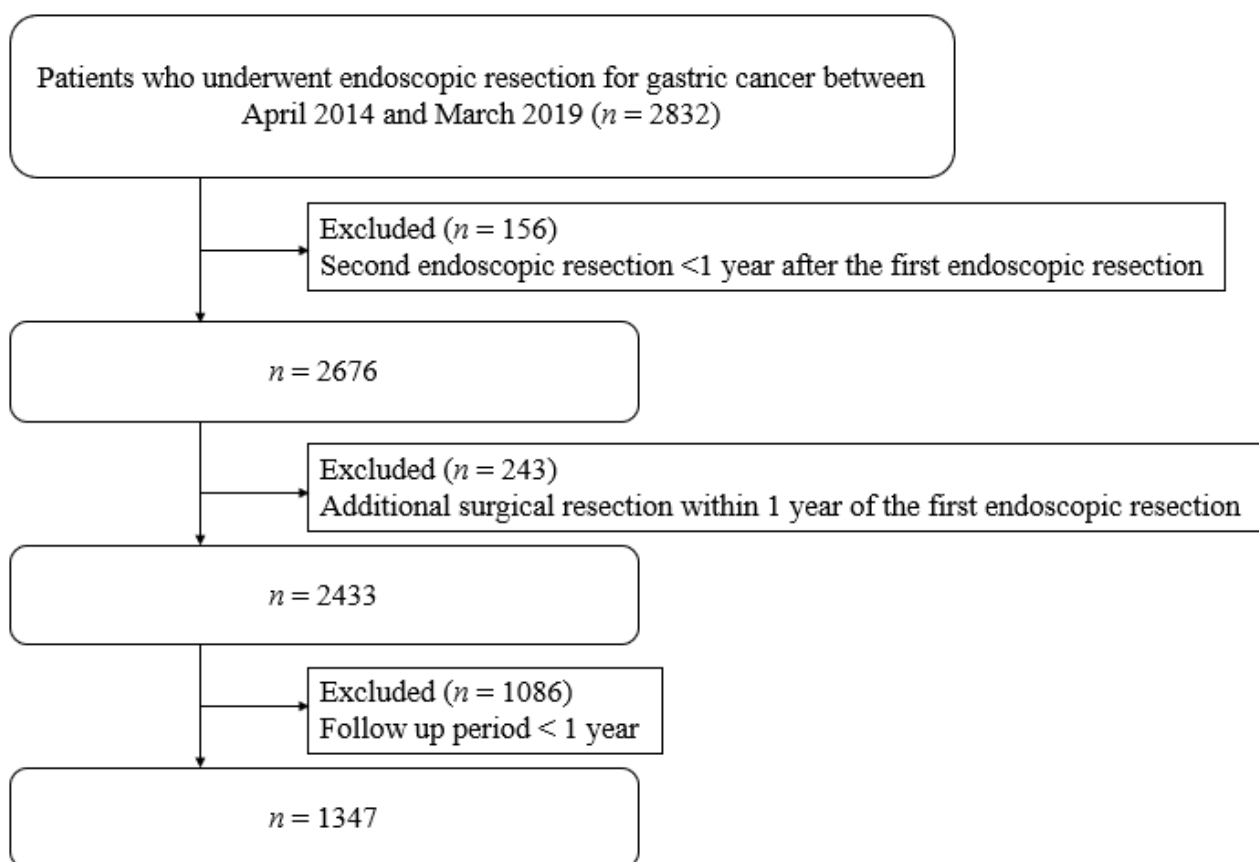 Patients who underwent endoscopic resection for gastric cancer between
April 2014 and March 2019 (n = 2832)
Excluded (n = 156)
Second endoscopic resection <1 year after the first endoscopic resection
n = 2676
Excluded (n = 243)
Additional surgical resection within 1 year of the first endoscopic resection
n = 2433
Excluded (n = 1086)
Follow up period < 1 year
n = 1347